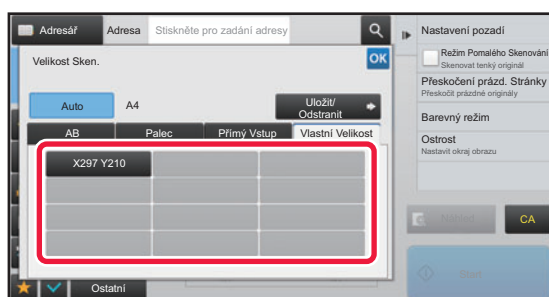 Adresář
Adresa
Stiskněte pro zadání adresy
Velikost Sken.
OK
Auto
A4
Uložit/
Odstranit
AB
Palec
Přímý Vstup
Vlastní Velikost
X297 Y210
Ostatní
Nastavení pozadí
Režim Pomalého Skenování
Skenovat tenký originál
Přeskočení prázd. Stránky
Přeskočit prázdné originály
Barevný režim
Ostrost
Nastavit okraj obrazu
Náhled
CA
Start